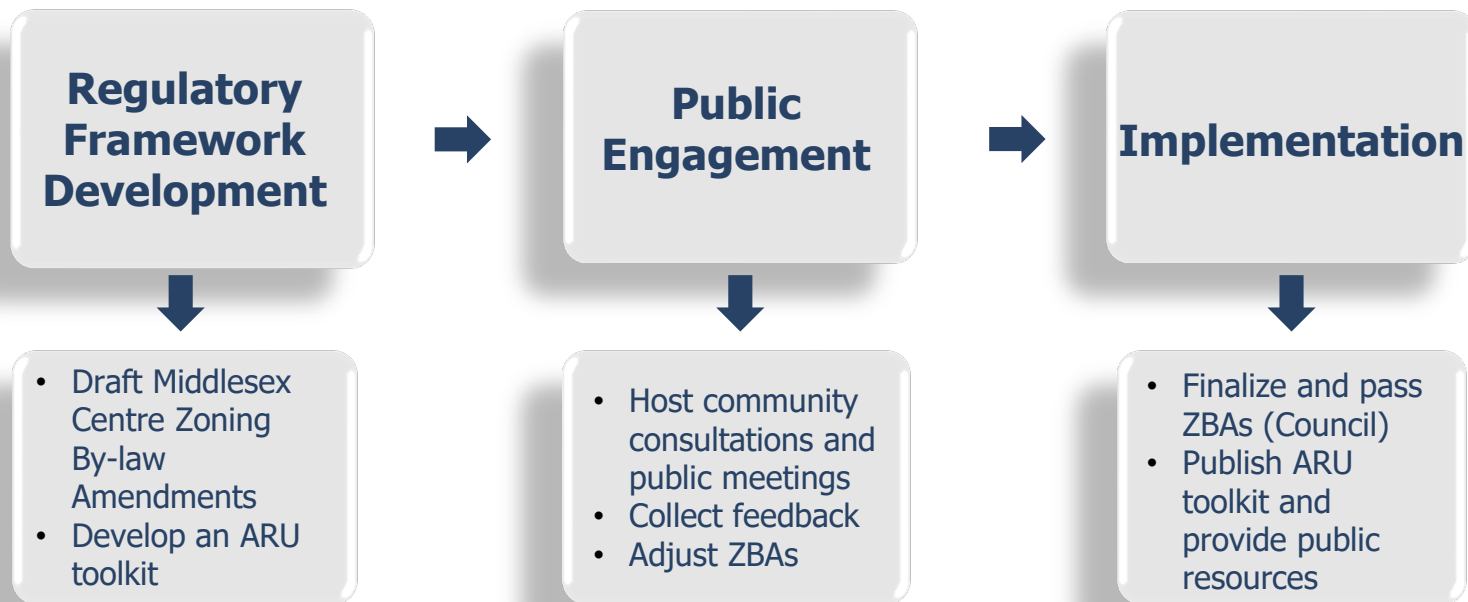 Regulatory
Framework
Development
Public
Engagement
Implementation
• Draft Middlesex
Centre Zoning
By-law
Amendments
• Develop an ARU
toolkit
• Host community
consultations and
public meetings
• Collect feedback
• Adjust ZBAs
• Finalize and pass
ZBAs (Council)
• Publish ARU
toolkit and
provide public
resources